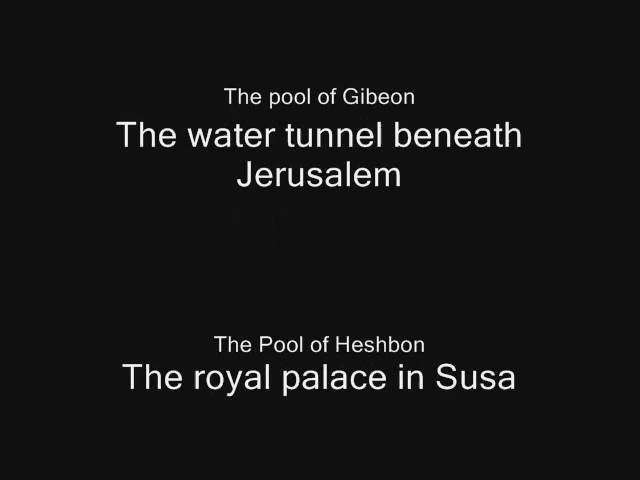 The pool of Gibeon
The water tunnel beneath
Jerusalem
The Pool of Heshbon
The royal palace in Susa